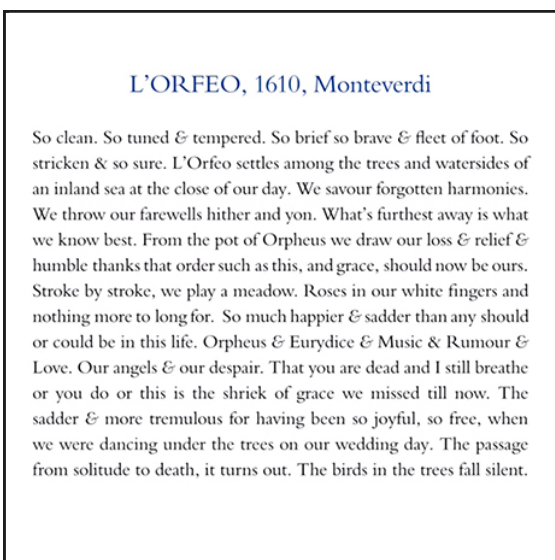 L’ORFEO, 1610, Monteverdi
So clean. So tuned & tempered. So brief so brave & fleet of foot. So
stricken & so sure. L’Orfeo settles among the trees and watersides of
an inland sea at the close of our day. We savour forgotten harmonies.
We throw our farewells hither and yon. What’s furthest away is what
we know best. From the pot of Orpheus we draw our loss & relief &
humble thanks that order such as this, and grace, should now be ours.
Stroke by stroke, we play a meadow. Roses in our white fingers and
nothing more to long for. So much happier & sadder than any should
or could be in this life. Orpheus & Eurydice & Music & Rumour &
Love. Our angels & our despair. That you are dead and I still breathe
or you do or this is the shriek of grace we missed till now. The
sadder & more tremulous for having been so joyful, so free, when
we were dancing under the trees on our wedding day. The passage
from solitude to death, it turns out. The birds in the trees fall silent.